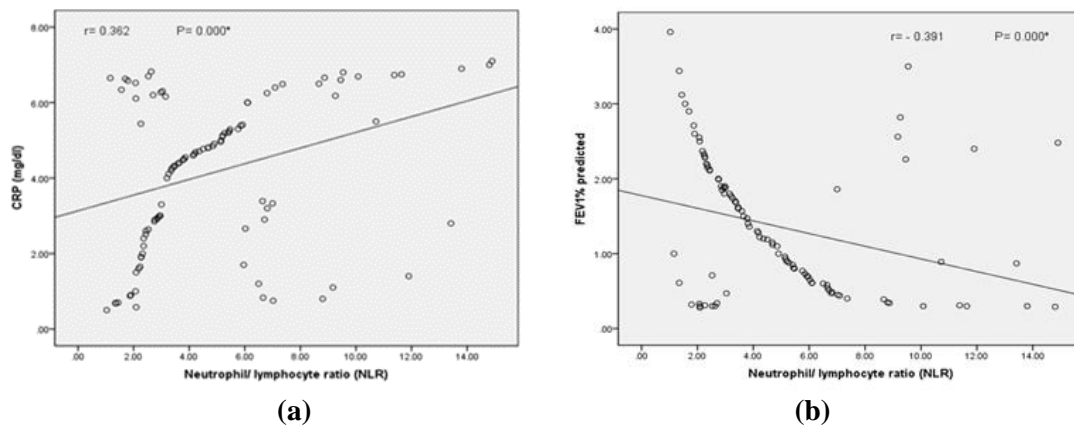 r= 0.362 P= 0.000*
8.00
6.00
4.00
2.00
.00
CRP (mg/dl)
.00 2.00 4.00 6.00 8.00 10.00 12.00 14.00
Neutrophil/ lymphocyte ratio (NLR)
(a)
r= - 0.391 P= 0.000*
4.00
3.00
2.00
1.00
.00
FEV1% predicted
.00 2.00 4.00 6.00 8.00 10.00 12.00 14.00
Neutrophil/ lymphocyte ratio (NLR)
(b)